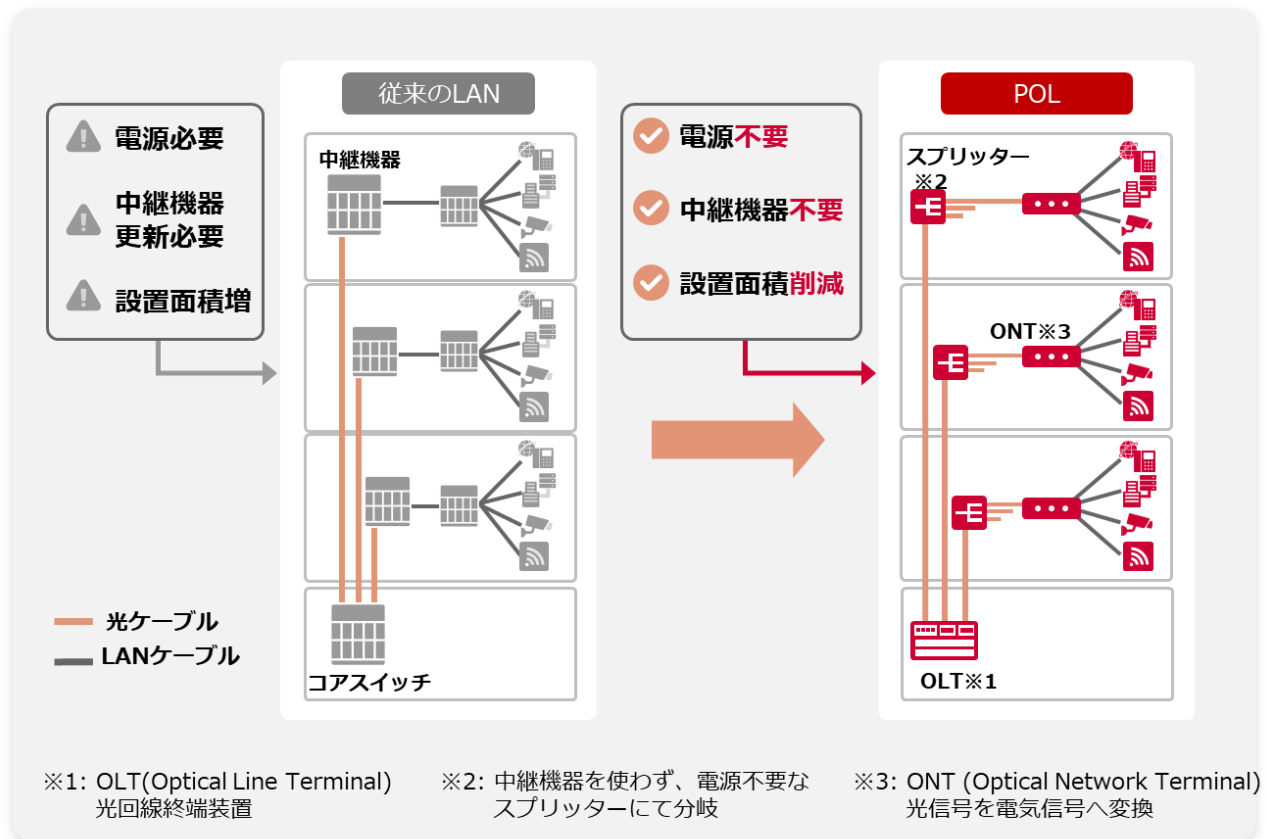 従来のLAN
POL
電源必要
中継機器
更新必要
設置面積増
中継機器
電源不要
中継機器不要
設置面積削減
スプリッター
※2
ONT※3
光ケーブル
LANケーブル
コアスイッチ
OLT※1
※1: OLT(Optical Line Terminal)
光回線終端装置
※2: 中継機器を使わず、電源不要な
スプリッターにて分岐
※3: ONT (Optical Network Terminal)
光信号を電気信号へ変換